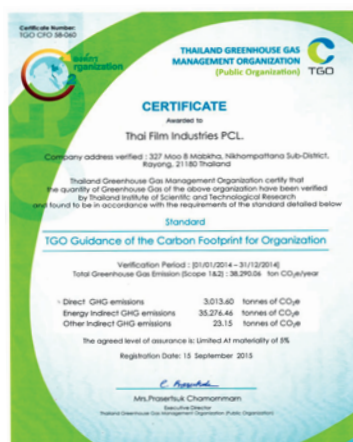 Certificate Number:
TGO CFO 58-060
องค์กร
rganization
THAILAND GREENHOUSE GAS
MANAGEMENT ORGANIZATION
(Public Organization)
TGO
CERTIFICATE
Awarded to
Thai Film Industries PCL.
Company address verified : 327 Moo 8 Mabkha, Nikhompattana Sub-District,
Rayong, 21180 Thailand
Thailand Greenhouse Gas Management Organization certify that
the quantity of Greenhouse Gas of the above organization have been verified
by Thailand Institute of Scientific and Technological Research
and found to be in accordance with the requirements of the standard detailed below
Standard
TGO Guidance of the Carbon Footprint for Organization
Verification Period : [01/01/2014 – 31/12/2014]
Total Greenhouse Gas Emission (Scope 1&2) : 38,290.06 ton CO₂e/year
- Direct GHG emissions 3,013.60 tonnes of CO₂e
Energy Indirect GHG emissions 35,276.46 tonnes of CO₂e
Other Indirect GHG emissions 23.15 tonnes of CO₂e
The agreed level of assurance is: Limited At materiality of 5%
Registration Date: 15 September 2015
Mrs.Prasertsuk Chamornmarn
Executive Director
Thailand Greenhouse Gas Management Organization (Public Organization)